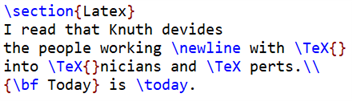 \section{Latex}
I read that Knuth devides
the people working \newline with \TeX{}
into \TeX{}nicians and \TeX perts.\\
{\bf Today} is \today.